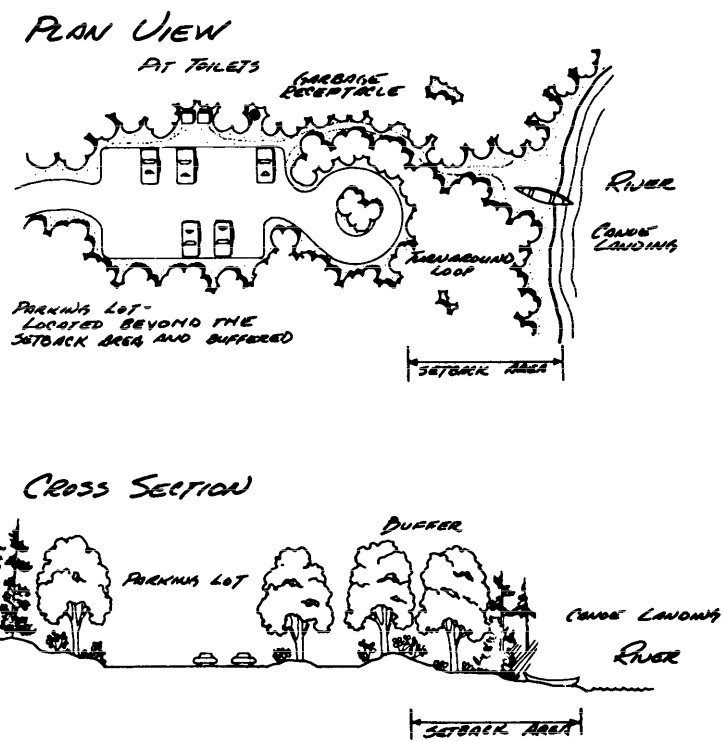 PLAN VIEW
PIT TOILETS
GARBAGE
RECEPTACLE
RIVER
CANOE
LANDING
TURNAROUND
LOOP
PARKING LOT-
LOCATED BEYOND THE
SETBACK AREA AND BUFFERED
SETBACK AREA
CROSS SECTION
BUFFER
PARKING LOT
CANOE LANDING
RIVER
SETBACK AREA